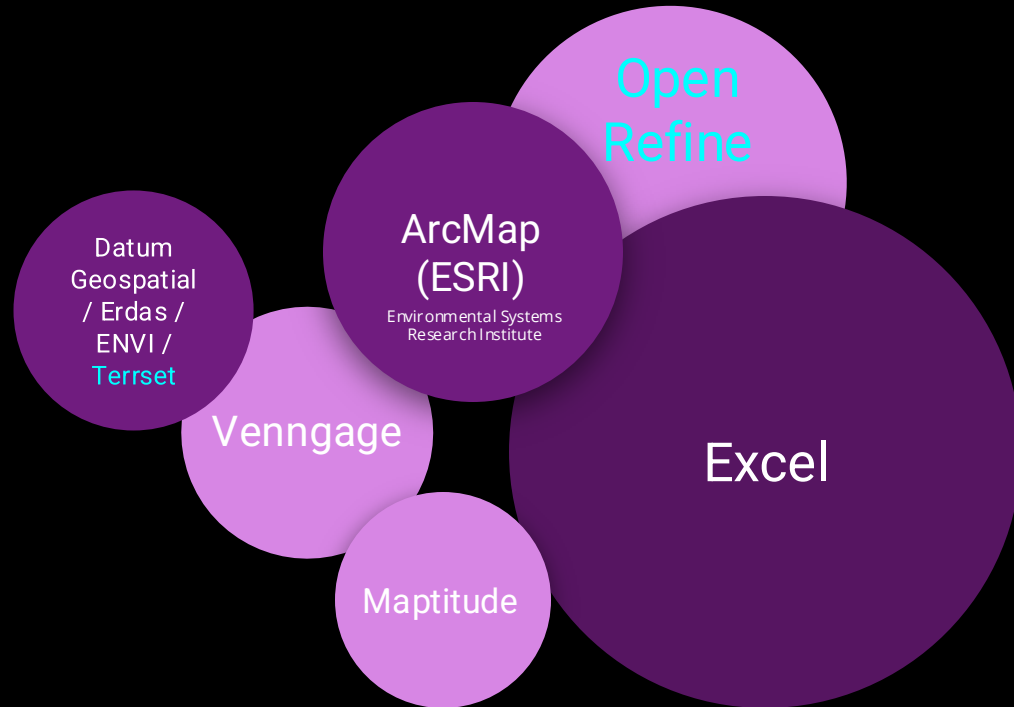 Open
Refine
ArcMap
(ESRI)
Environmental Systems
Research Institute
Datum
Geospatial
/ Erdas /
ENVI /
Terrset
Venngage
Excel
Maptitude